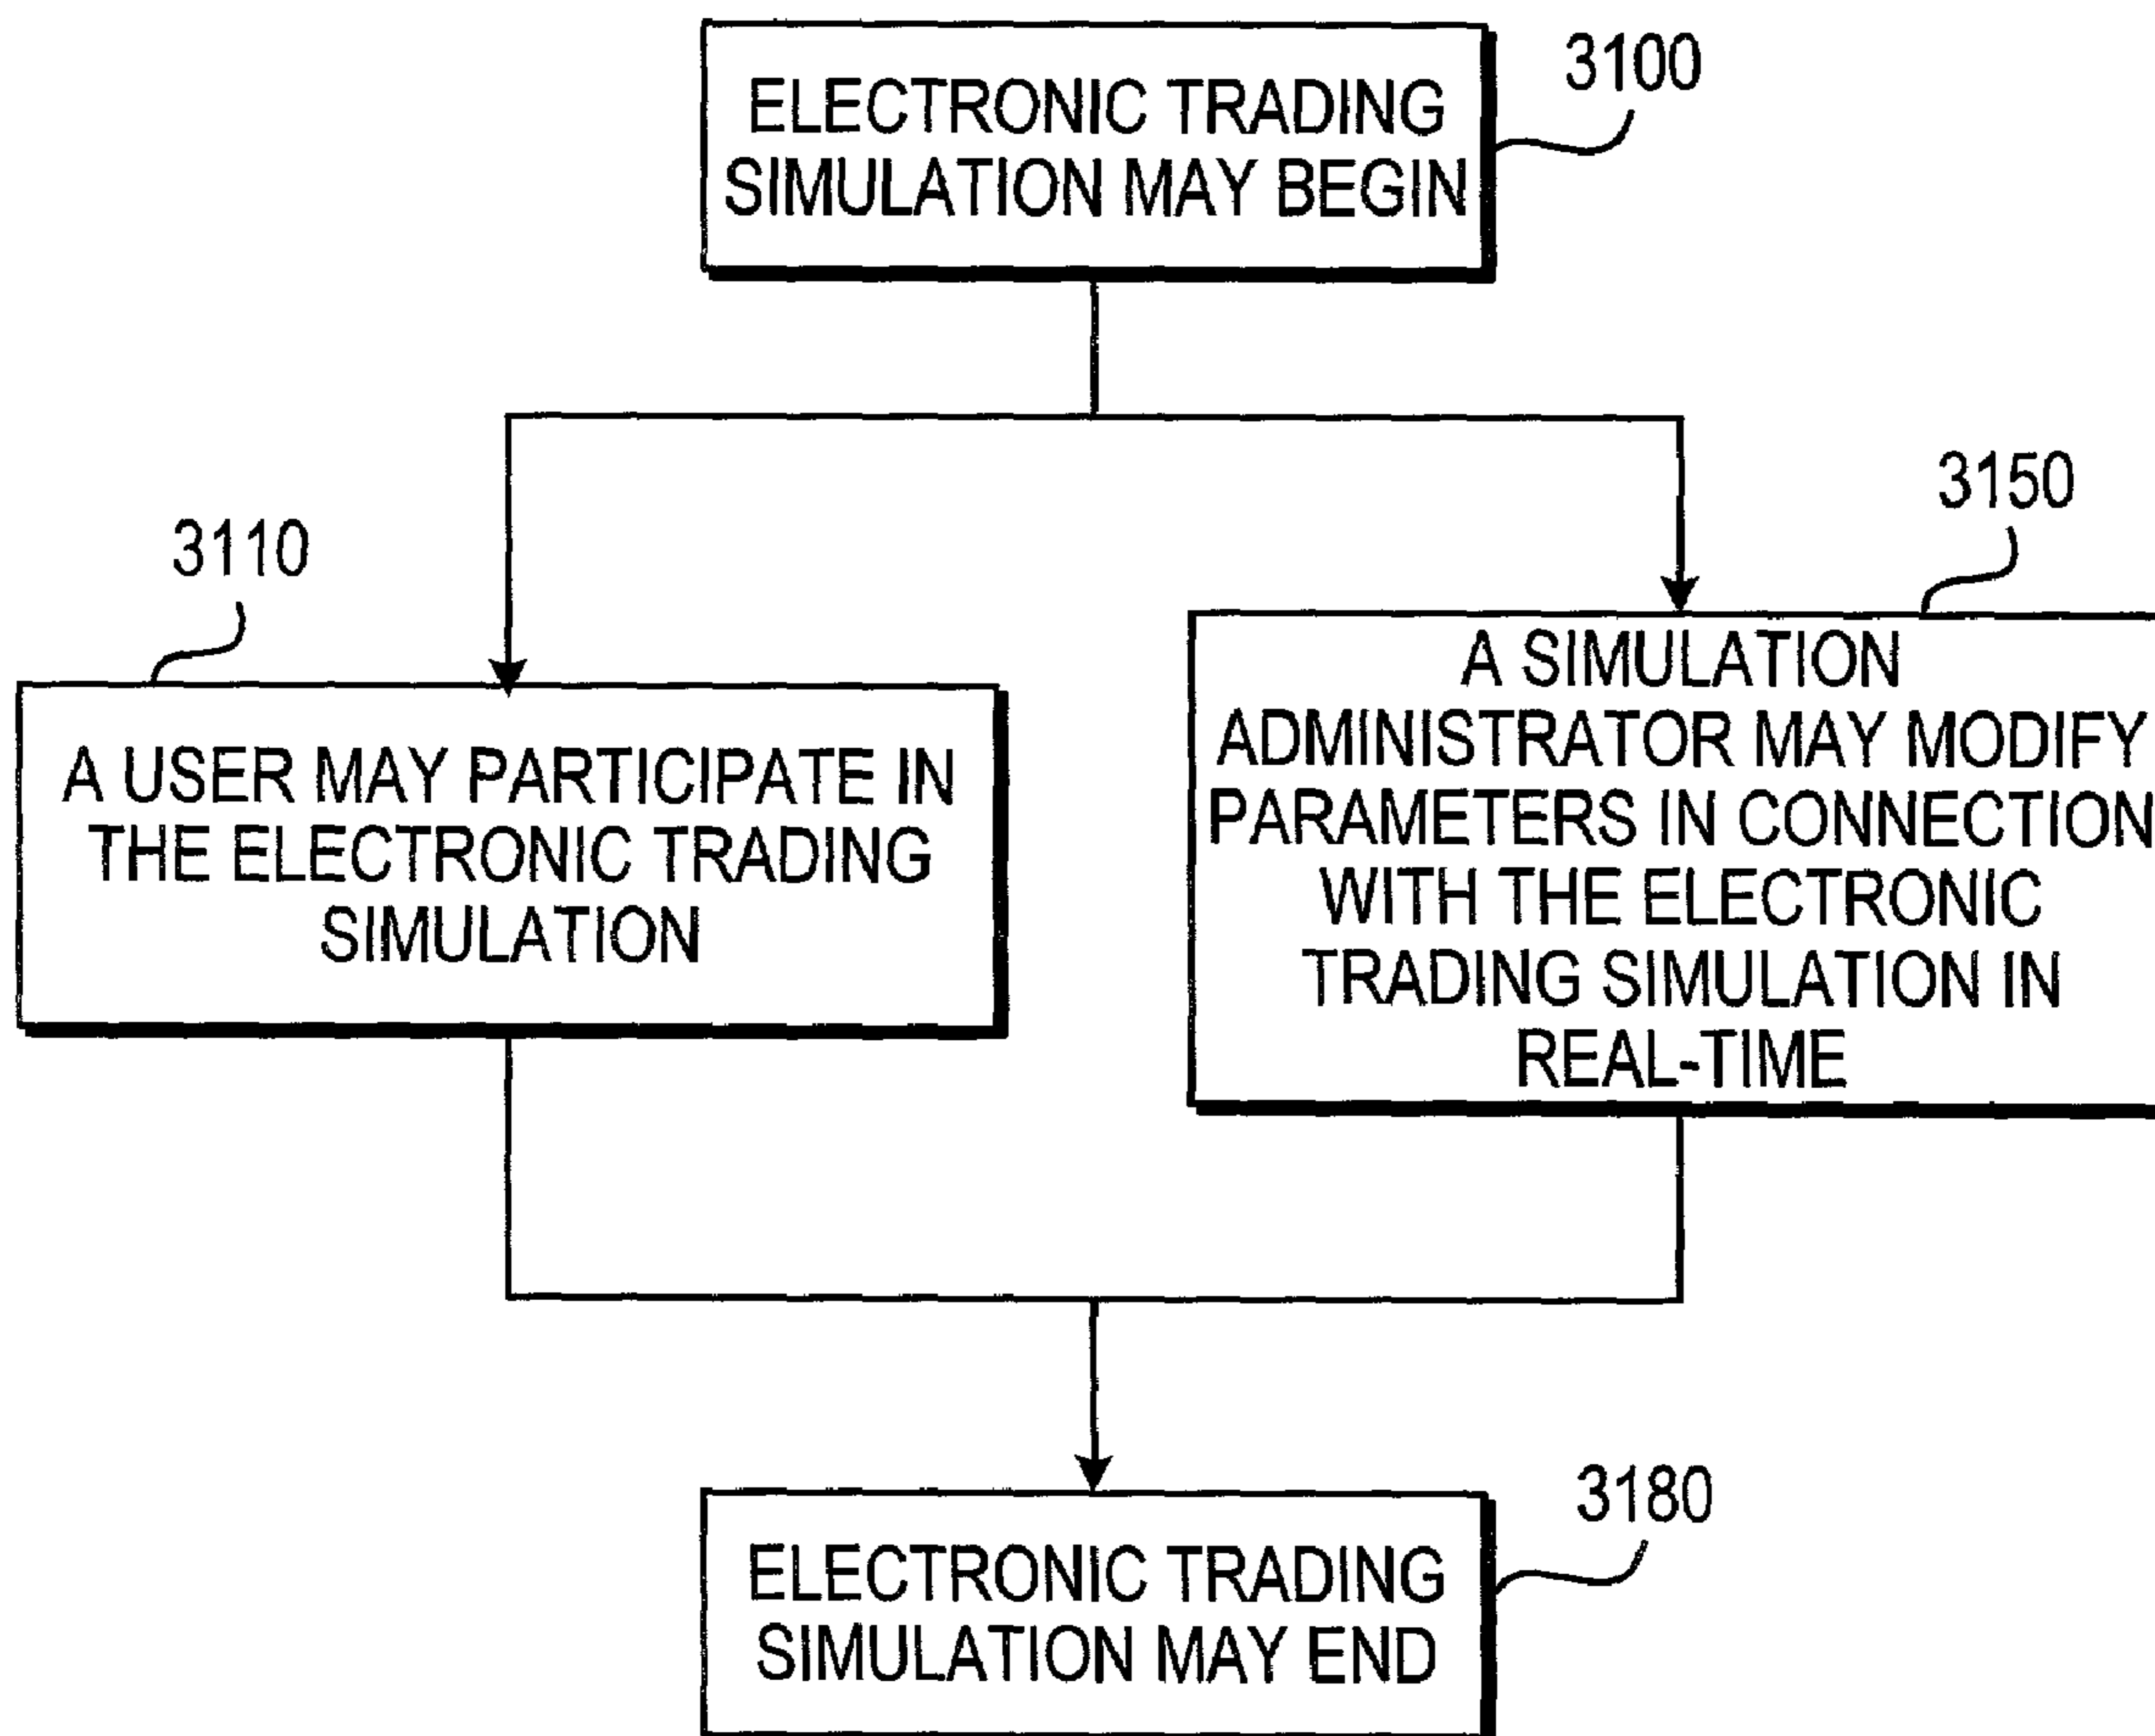 3100
ELECTRONIC TRADING
SIMULATION MAY BEGIN
3110
A USER MAY PARTICIPATE IN
THE ELECTRONIC TRADING
SIMULATION
3150
A SIMULATION
ADMINISTRATOR MAY MODIFY
PARAMETERS IN CONNECTION
WITH THE ELECTRONIC
TRADING SIMULATION IN
REAL-TIME
3180
ELECTRONIC TRADING
SIMULATION MAY END